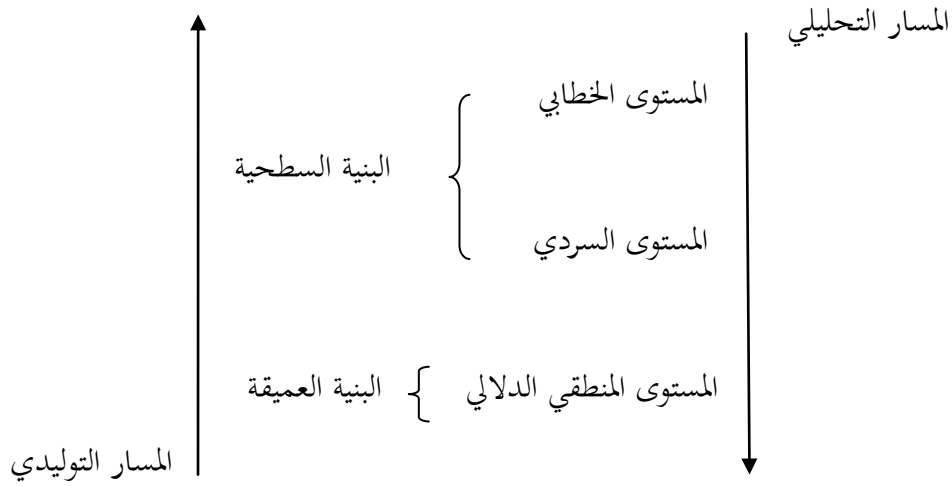 المسار التحليلي
المستوى الخطابي
البنية السطحية
المستوى السردي
المستوى المنطقي الدلالي
البنية العميقة
المسار التوليدي